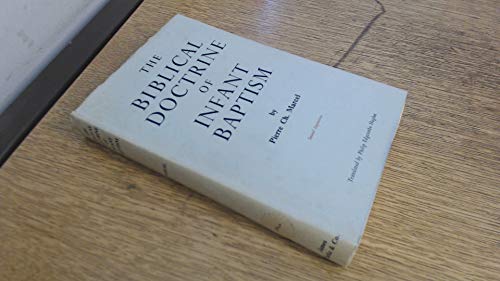 THE
BIBLICAL
DOCTRINE
OF
INFANT
BAPTISM
by
Pierre Ch. Marcel
Translated by Philip Edgcumbe Hughes